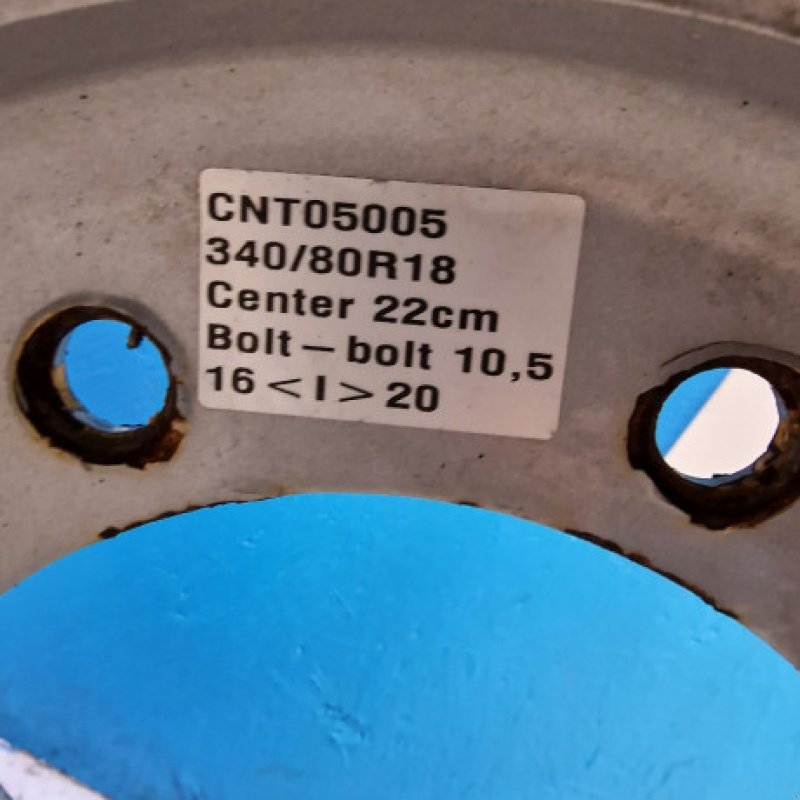 CNT05005
340/80R18
Center 22cm
Bolt – bolt 10,5
16 < I > 20